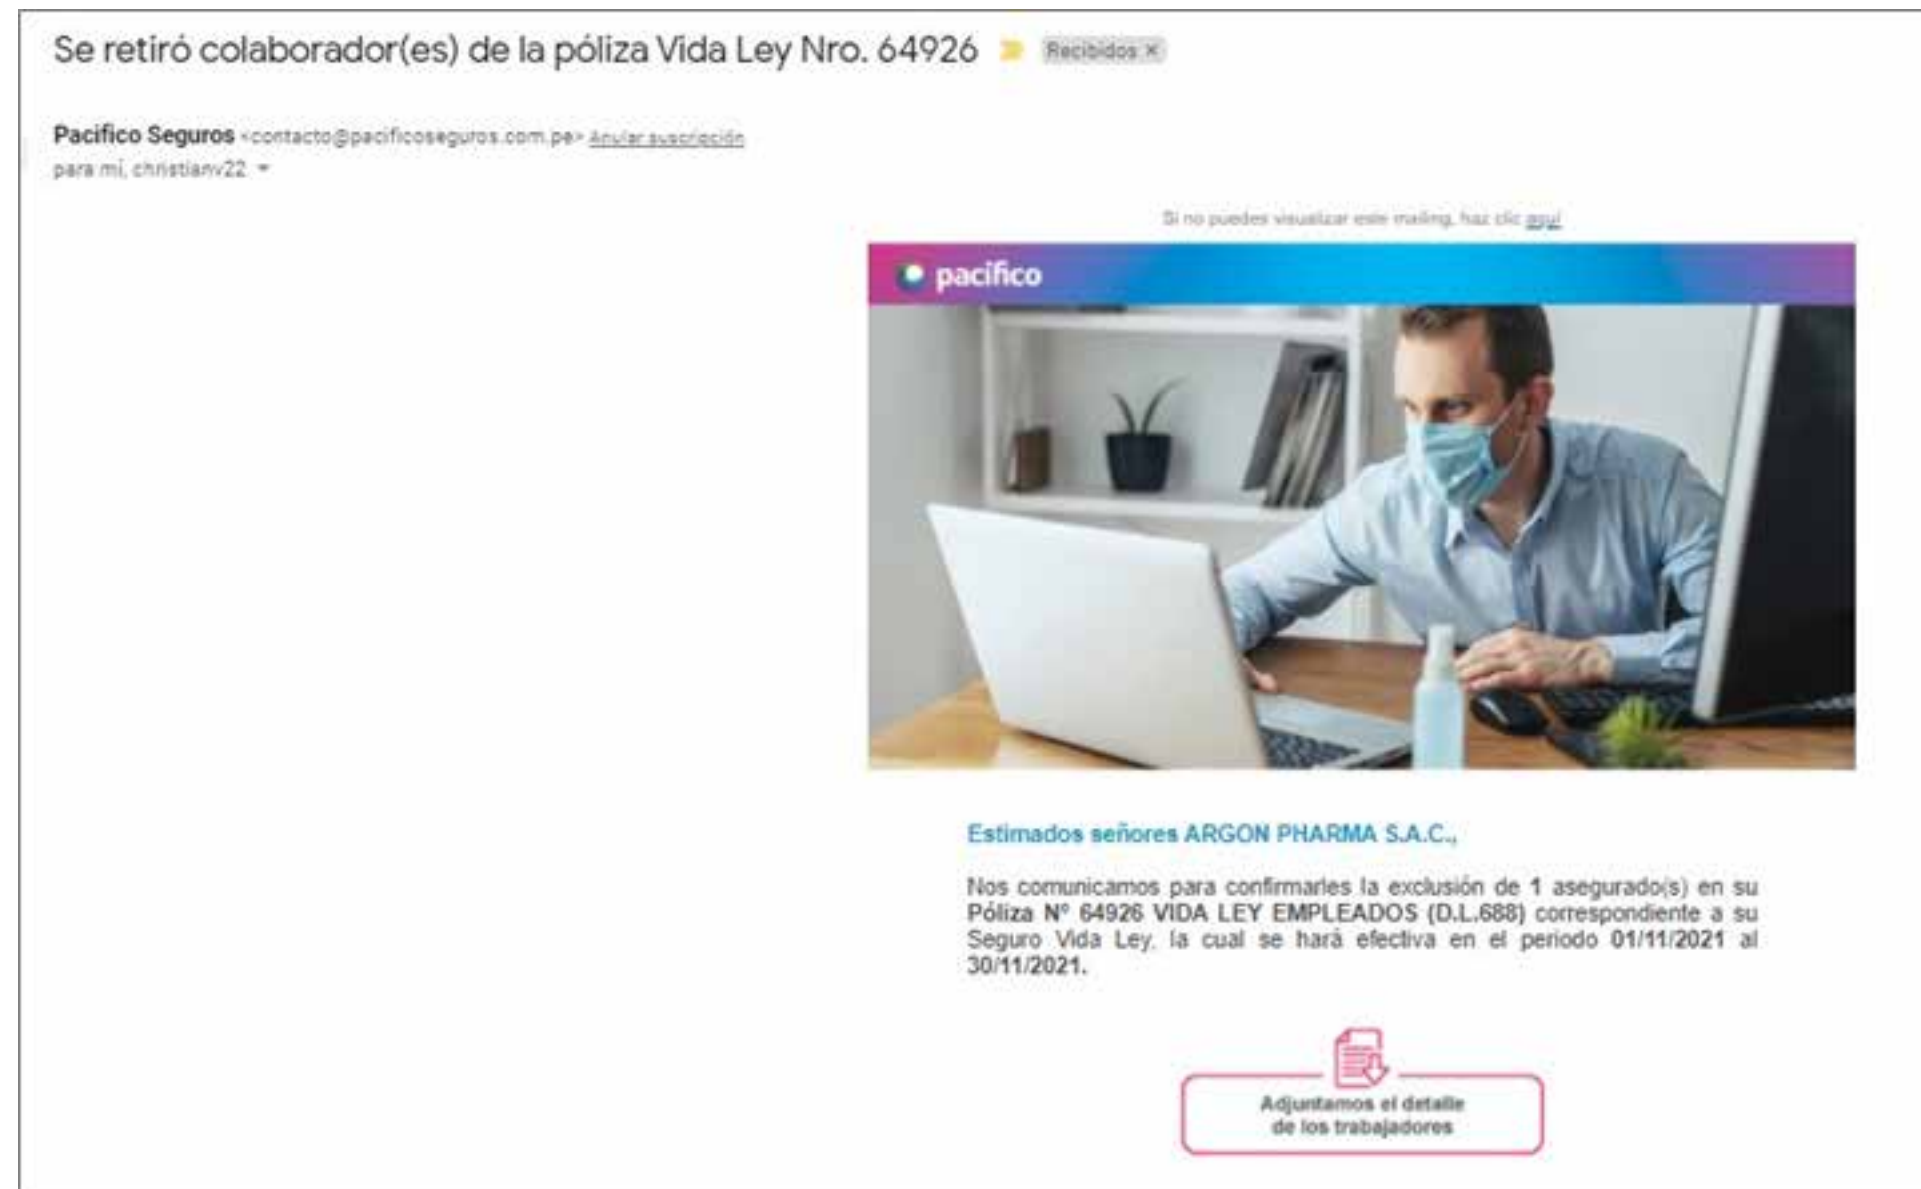 Se retiró colaborador(es) de la póliza Vida Ley Nro. 64926 Recibidos ×
Pacifico Seguros <contacto@pacificoseguros.com.pe> Anular suscripción
para mí, christianv22
Si no puedes visualizar este mailing, haz clic aquí
pacífico
Estimados señores ARGON PHARMA S.A.C.,
Nos comunicamos para confirmarles la exclusión de 1 asegurado(s) en su
Póliza Nº 64926 VIDA LEY EMPLEADOS (D.L.688) correspondiente a su
Seguro Vida Ley, la cual se hará efectiva en el periodo 01/11/2021 al
30/11/2021.
Adjuntamos el detalle
de los trabajadores